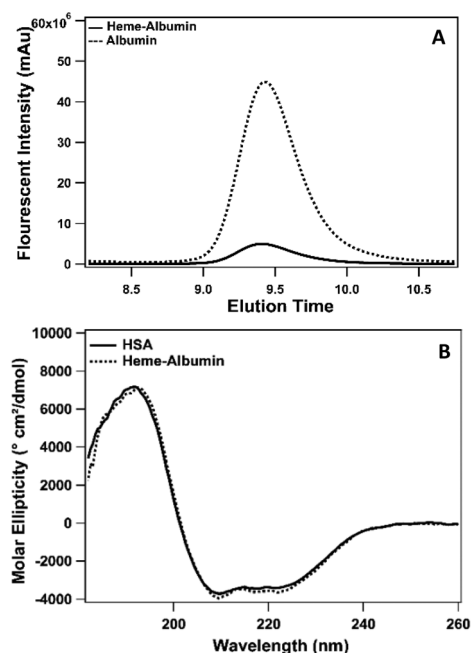 60x10⁶
Heme-Albumin
Albumin
A
50
40
30
20
10
0
Flourescent Intensity (mAu)
8.5 9.0 9.5 10.0 10.5
Elution Time
10000
8000
6000
4000
2000
0
-2000
-4000
HSA
Heme-Albumin
B
Molar Ellipticity (° cm²/dmol)
200 220 240 260
Wavelength (nm)